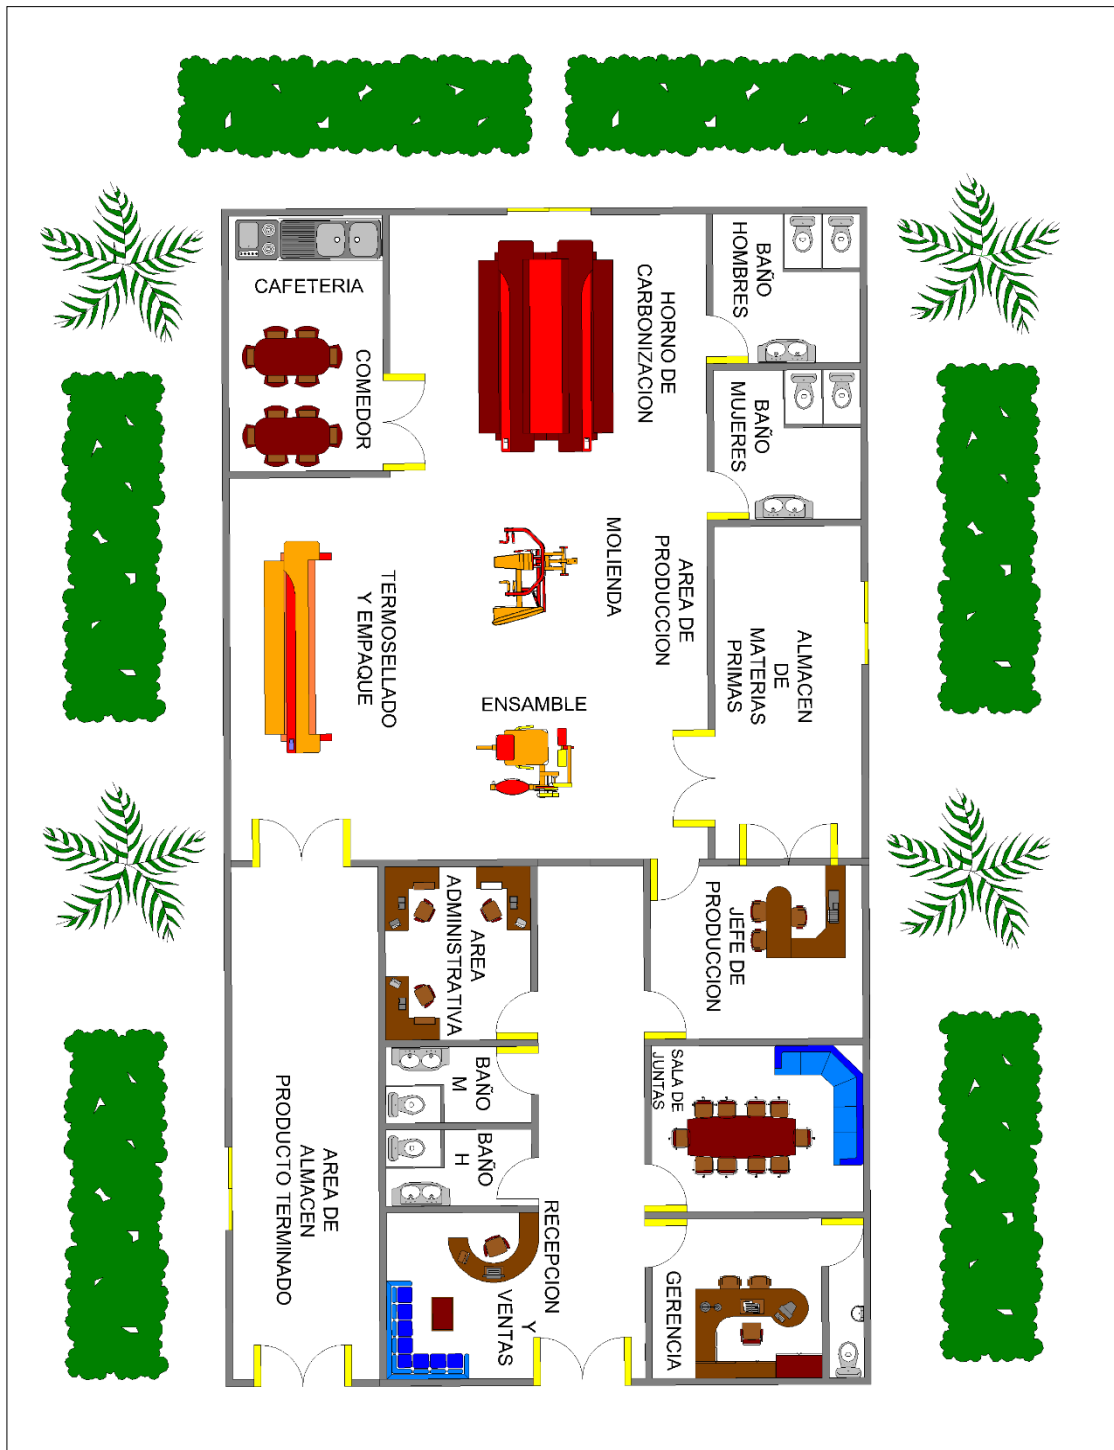 CAFETERIA
COMEDOR
HORNO DE
CARBONIZACION
BAÑO
HOMBRES
BAÑO
MUJERES
MOLIENDA
AREA DE
PRODUCCION
TERMOSELLADO
Y EMPAQUE
ENSAMBLE
ALMACEN
DE
MATERIAS
PRIMAS
AREA
ADMINISTRATIVA
JEFE DE
PRODUCCION
BAÑO
M
BAÑO
H
SALA DE
JUNTAS
AREA DE
ALMACEN
PRODUCTO TERMINADO
RECEPCION Y
VENTAS
GERENCIA